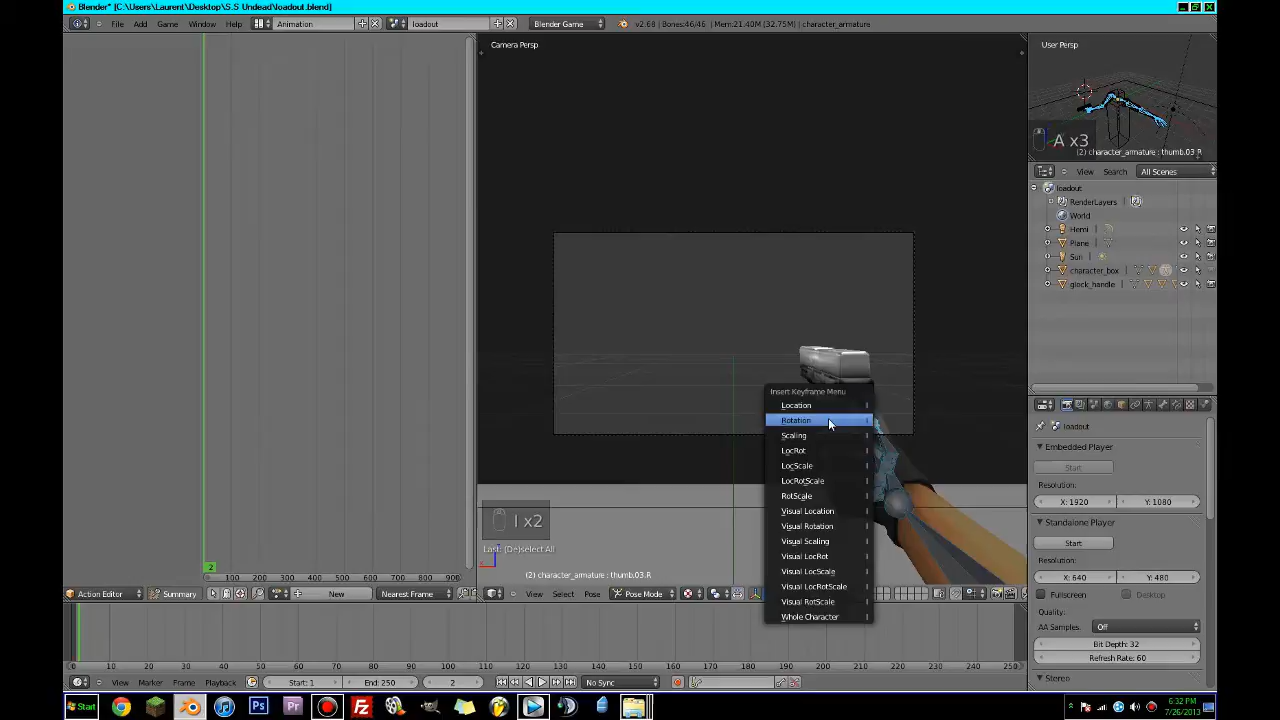 Blender* [C:\Users\Laurent\Desktop\S.S Undead\loadout.blend]
File Add Game Window Help Animation loadout Blender Game v2.68 | Bones:46/46 | Mem:21.40M (32.75M) | character_armature
Camera Persp
User Persp
A x3
(2) character_armature : thumb.03.R
View Search All Scenes
loadout
RenderLayers
World
Hemi
Plane
Sun
character_box
glock_handle
Insert Keyframe Menu
Location I
Rotation I
Scaling I
LocRot I
LocScale I
LocRotScale I
RotScale I
Visual Location I
Visual Rotation I
Visual Scaling I
Visual LocRot I
Visual LocScale I
Visual LocRotScale I
Visual RotScale I
Whole Character I
I x2
Last: (De)select All
(2) character_armature : thumb.03.R
loadout
Embedded Player
Start
Resolution:
X: 1920 Y: 1080
Standalone Player
Start
Resolution:
X: 640 Y: 480
Fullscreen Desktop
Quality:
AA Samples: Off
Bit Depth: 32
Refresh Rate: 60
Stereo
2
100 200 300 400 500 600 700 800 900
Action Editor Summary New Nearest Frame
View Select Pose Pose Mode
0 10 20 30 40 50 60 70 80 90 100 110 120 130 140 150 160 170 180 190 200 210 220 230 240 250
View Marker Frame Playback Start: 1 End: 250 2 No Sync
Start
6:32 PM
7/26/2013